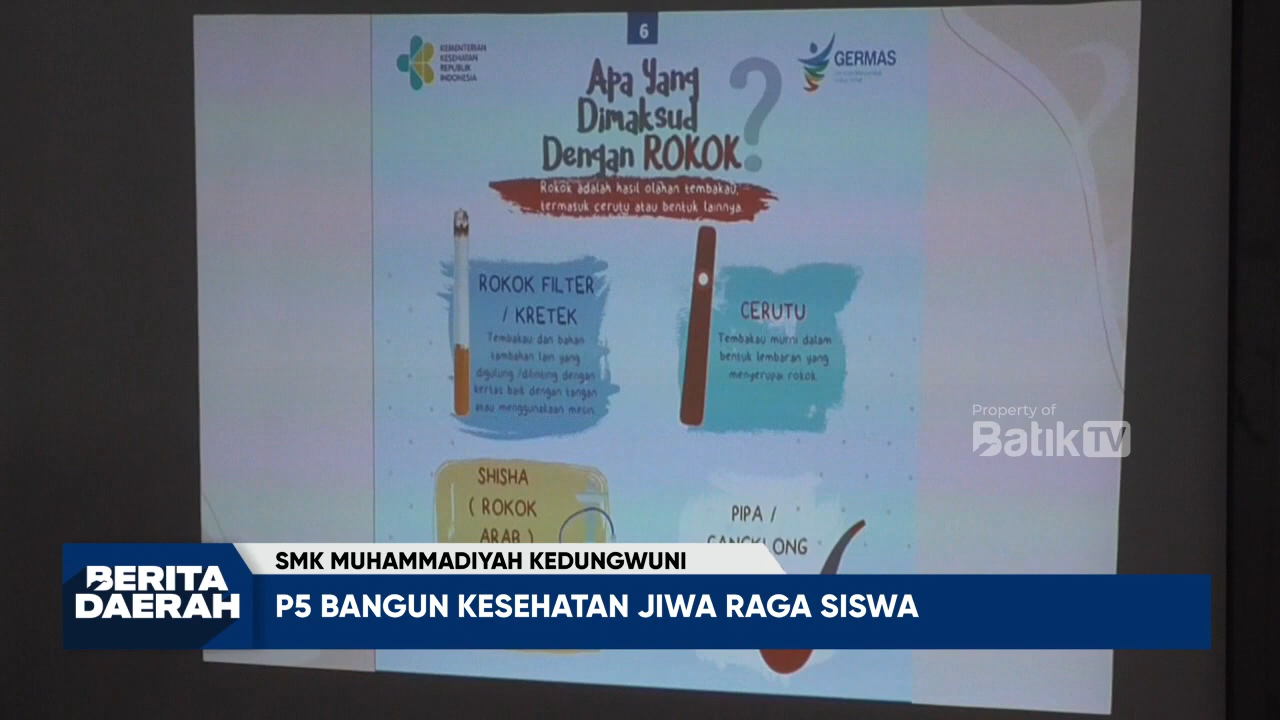 6
KEMENTERIAN
KESEHATAN
REPUBLIK
INDONESIA
GERMAS
Apa Yang
Dimaksud
Dengan ROKOK ?
Rokok adalah hasil olahan tembakau,
termasuk cerutu atau bentuk lainnya.
ROKOK FILTER
/ KRETEK
Tembakau dan bahan
tambahan lain yang
digulung /dilinting dengan
kertas baik dengan tangan
atau menggunakan mesin.
CERUTU
Tembakau murni dalam
bentuk lembaran yang
menyerupai rokok.
Property of
BatikTV
SHISHA
( ROKOK
ARAB )
PIPA /
CANGKLONG
SMK MUHAMMADIYAH KEDUNGWUNI
BERITA
DAERAH
P5 BANGUN KESEHATAN JIWA RAGA SISWA